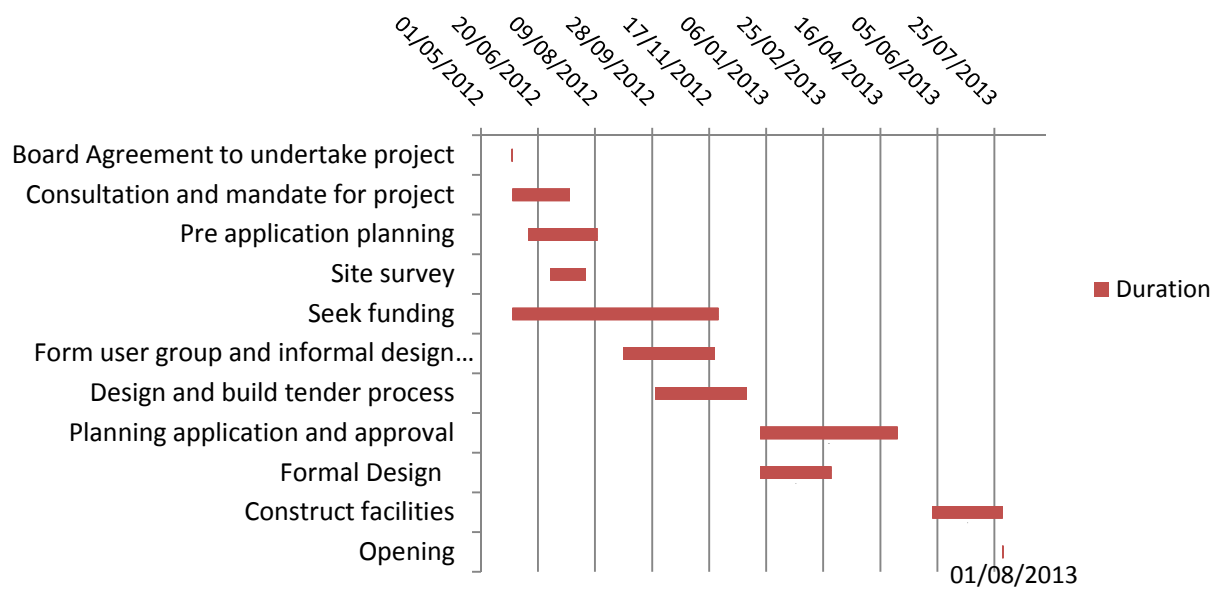 01/05/2012
20/06/2012
09/08/2012
28/09/2012
17/11/2012
06/01/2013
25/02/2013
16/04/2013
05/06/2013
25/07/2013
Board Agreement to undertake project
Consultation and mandate for project
Pre application planning
Site survey
Duration
Seek funding
Form user group and informal design...
Design and build tender process
Planning application and approval
Formal Design
Construct facilities
Opening
01/08/2013